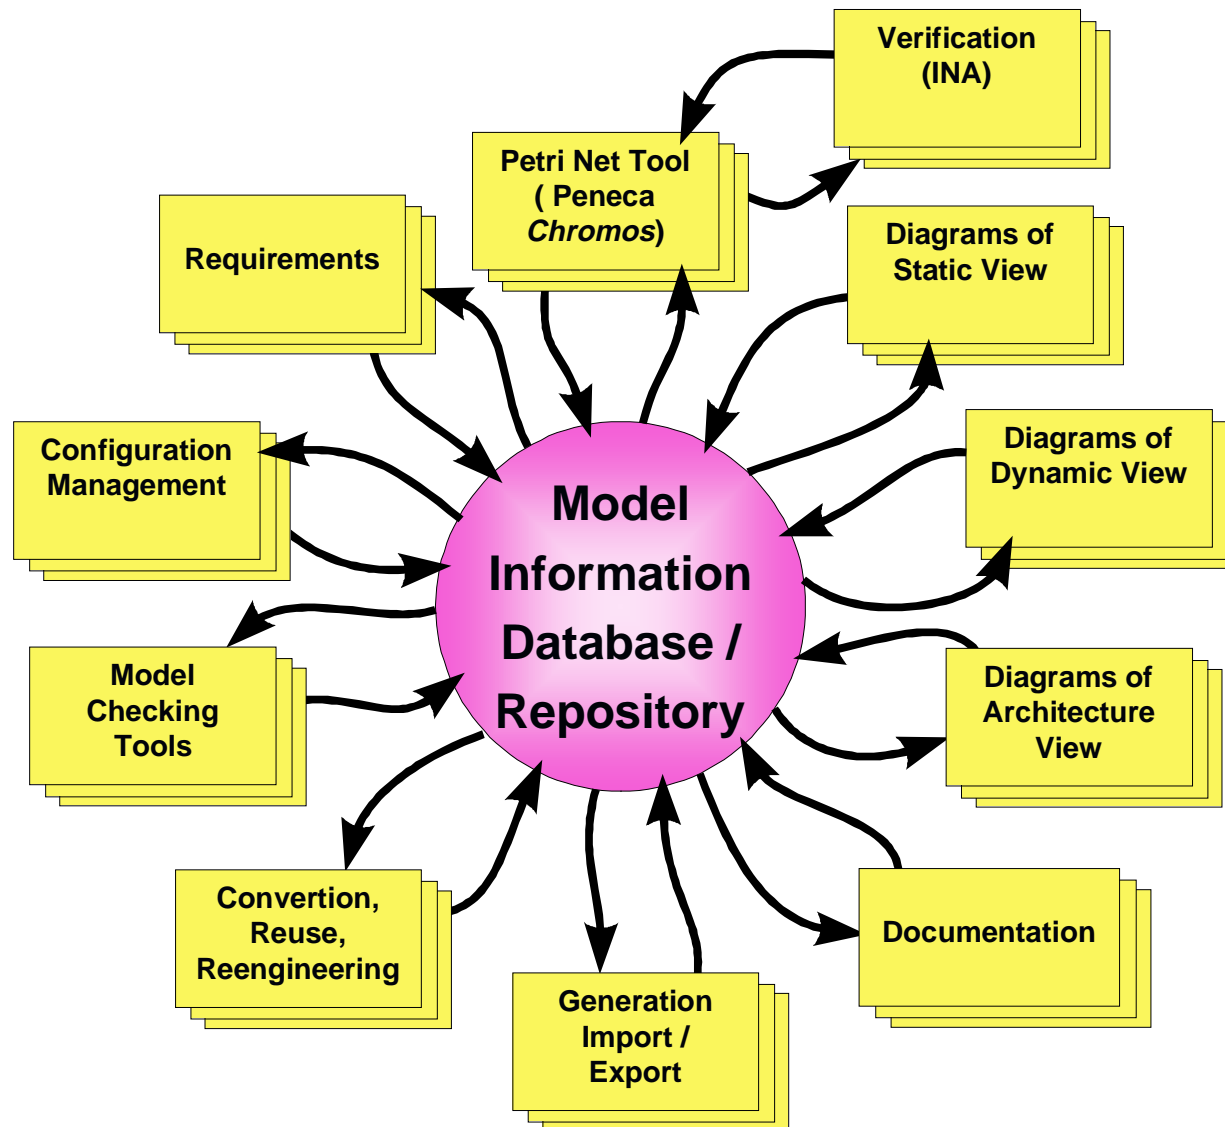 Verification
(INA)
Petri Net Tool
( Peneca
Chromos)
Requirements
Diagrams of
Static View
Configuration
Management
Diagrams of
Dynamic View
Model
Information
Database /
Repository
Model
Checking
Tools
Diagrams of
Architecture
View
Convertion,
Reuse,
Reengineering
Documentation
Generation
Import /
Export